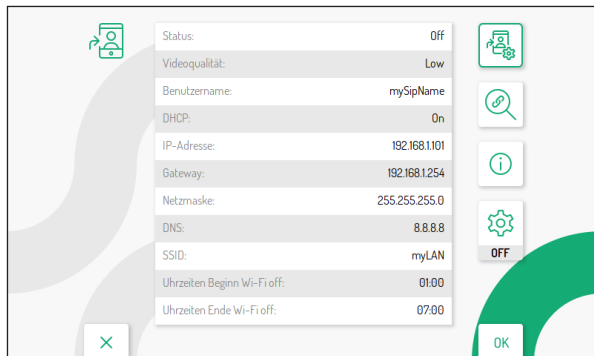 Status: Off
Videoqualität: Low
Benutzername: mySipName
DHCP: On
IP-Adresse: 192.168.1.101
Gateway: 192.168.1.254
Netzmaske: 255.255.255.0
DNS: 8.8.8.8
SSID: myLAN
OFF
Uhrzeiten Beginn Wi-Fi off: 01:00
Uhrzeiten Ende Wi-Fi off: 07:00
OK